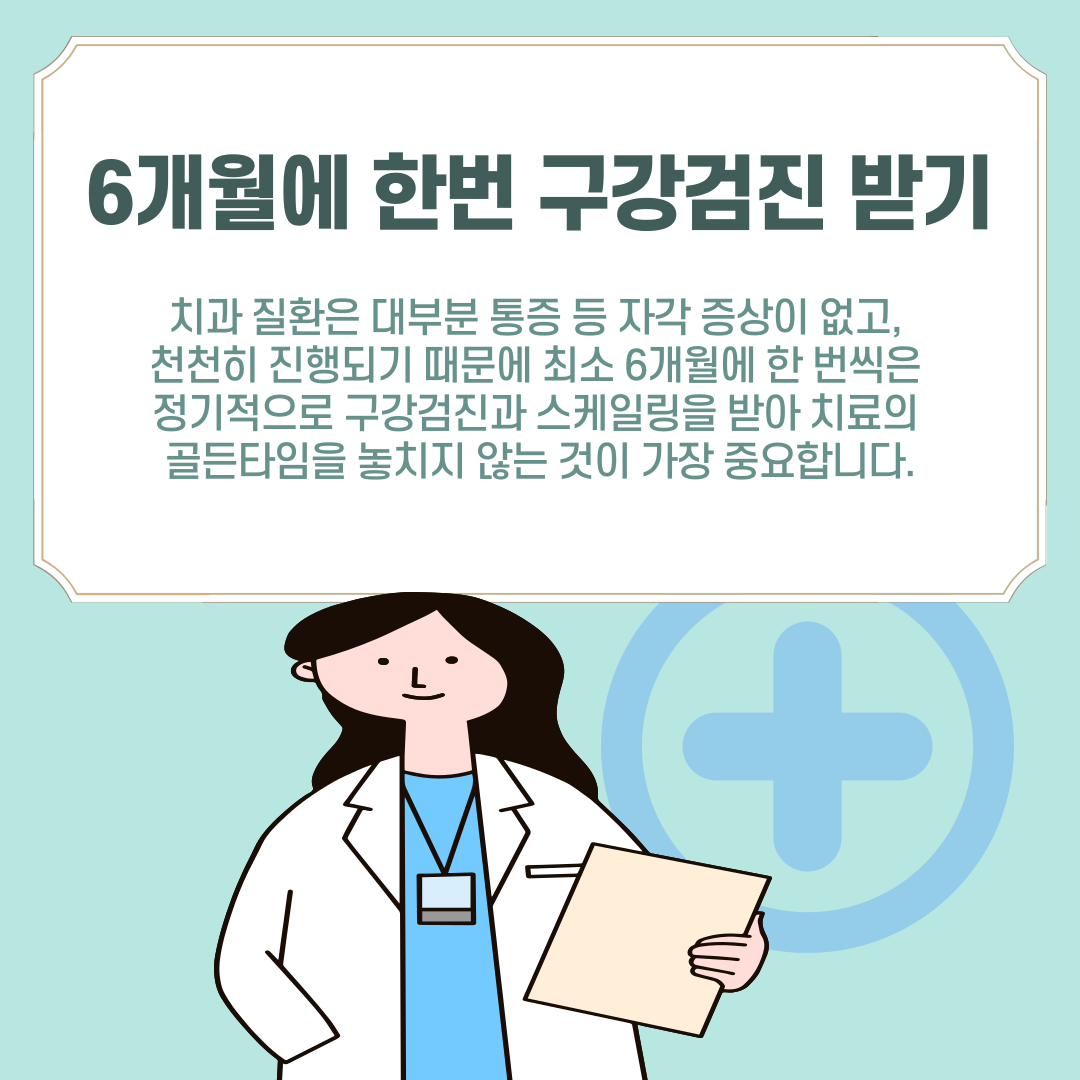 6개월에 한번 구강검진 받기
치과 질환은 대부분 통증 등 자각 증상이 없고,
천천히 진행되기 때문에 최소 6개월에 한 번씩은
정기적으로 구강검진과 스케일링을 받아 치료의
골든타임을 놓치지 않는 것이 가장 중요합니다.